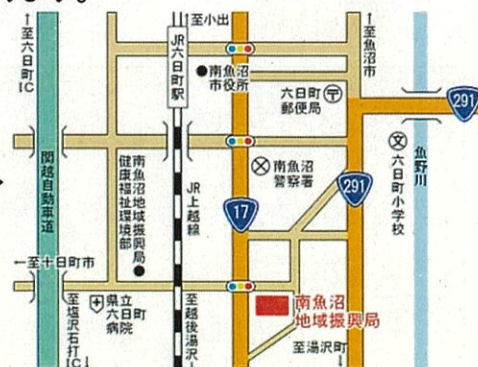 ます。
↑至六日町IC
JR六日町駅
↑至小出
↑至魚沼市
●南魚沼
市役所
六日町
郵便局
291
関越自動車道
南魚沼地域振興局
健康福祉環境部
●
JR上越線
南魚沼
警察署
文
六日町小学校
魚野川
17
291
←至十日町市
至塩沢石打IC↓
県立
六日町
病院
至越後湯沢↓
南魚沼
地域振興局
至湯沢町
↓